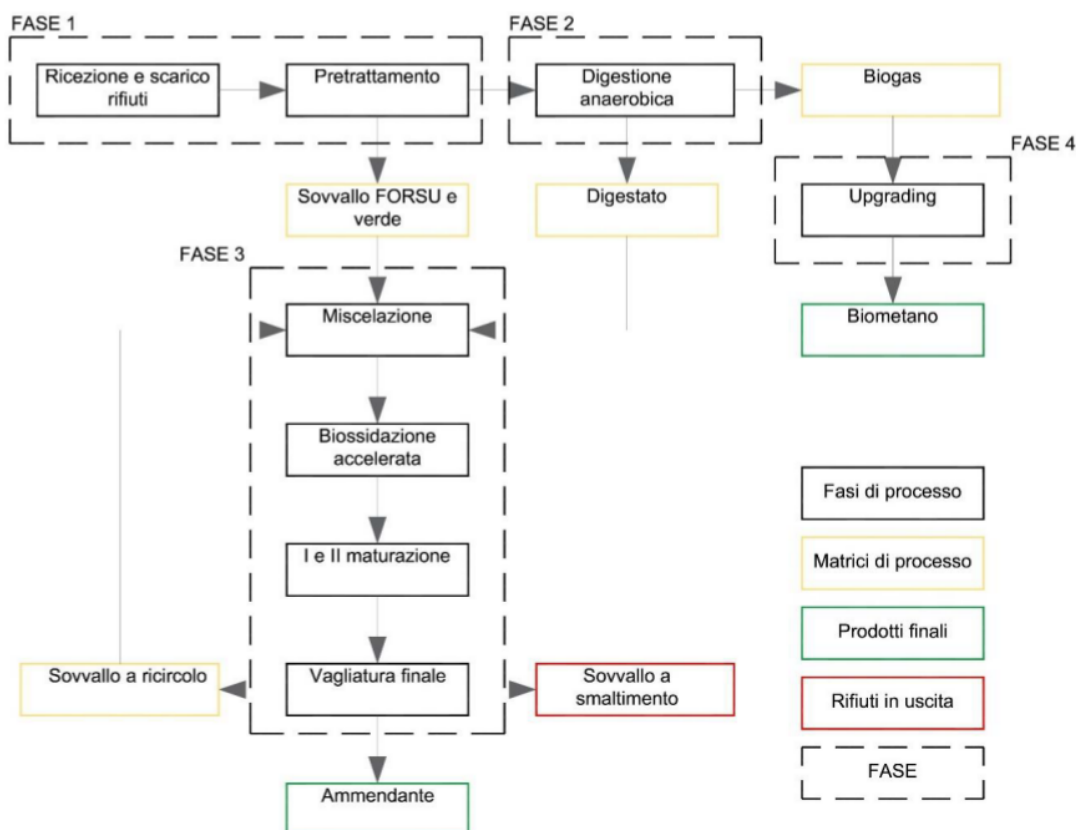 FASE 1
FASE 2
Ricezione e scarico
rifiuti
Pretrattamento
Digestione
anaerobica
Biogas
FASE 4
Sovvallo FORSU e
verde
Digestato
Upgrading
FASE 3
Miscelazione
Biometano
Biossidazione
accelerata
Fasi di processo
I e II maturazione
Matrici di processo
Prodotti finali
Sovvallo a ricircolo
Vagliatura finale
Sovvallo a
smaltimento
Rifiuti in uscita
FASE
Ammendante